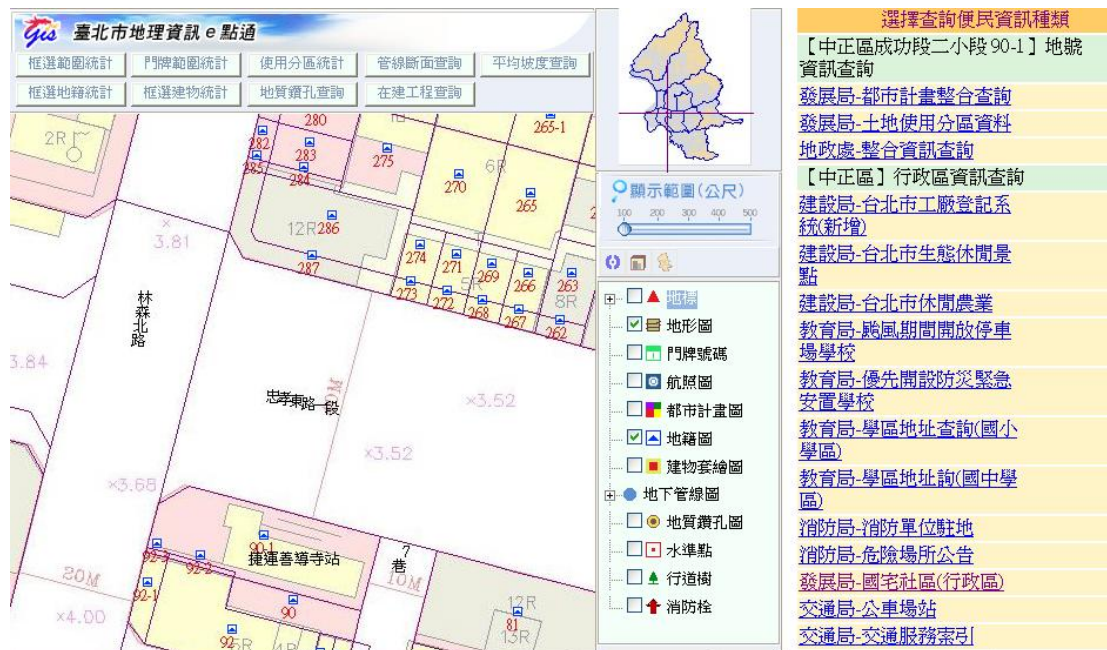 Gis 臺北市地理資訊 e 點通
框選範圍統計 門牌範圍統計 使用分區統計 管線斷面查詢 平均坡度查詢
框選地籍統計 框選建物統計 地質鑽孔查詢 在建工程查詢
2R
280
282
283
285
284
275
265-1
6R
270
265
12R
286
287
3.81
274
271
269
266
263
5R
8R
273
272
268
267
262
林森北路
3.84
忠孝東路一段
×3.52
×3.52
×3.68
92-3
92-2
90-1
捷運善導寺站
7巷
20M
10M
92-1
90
×4.00
92
4R
12R
81
13R
顯示範圍(公尺)
100 200 300 400 500
地標
地形圖
門牌號碼
航照圖
都市計畫圖
地籍圖
建物套繪圖
地下管線圖
地質鑽孔圖
水準點
行道樹
消防栓
選擇查詢便民資訊種類
【中正區成功段二小段 90-1】地號
資訊查詢
發展局-都市計畫整合查詢
發展局-土地使用分區資料
地政處-整合資訊查詢
【中正區】行政區資訊查詢
建設局-台北市工廠登記系
統(新增)
建設局-台北市生態休閒景
點
建設局-台北市休閒農業
教育局-颱風期間開放停車
場學校
教育局-優先開設防災緊急
安置學校
教育局-學區地址查詢(國小
學區)
教育局-學區地址詢(國中學
區)
消防局-消防單位駐地
消防局-危險場所公告
發展局-國宅社區(行政區)
交通局-公車場站
交通局-交通服務索引